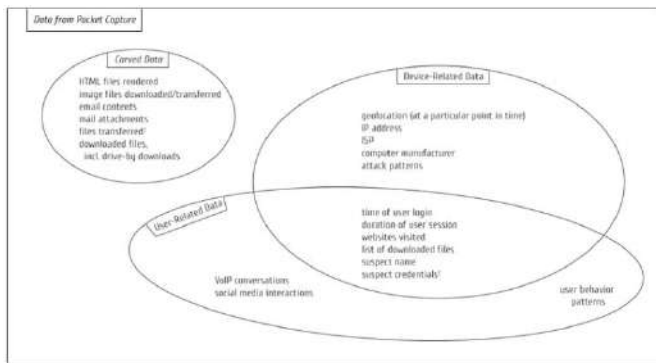 Data from Packet Capture
Carved Data
HTML files rendered
image files downloaded/transferred
email contents
mail attachments
files transferred¹
downloaded files,
incl. drive-by downloads
Device-Related Data
geolocation (at a particular point in time)
IP address
ISP
computer manufacturer
attack patterns
User-Related Data
time of user login
duration of user session
websites visited
list of downloaded files
suspect name
suspect credentials¹
VoIP conversations
social media interactions
user behavior
patterns